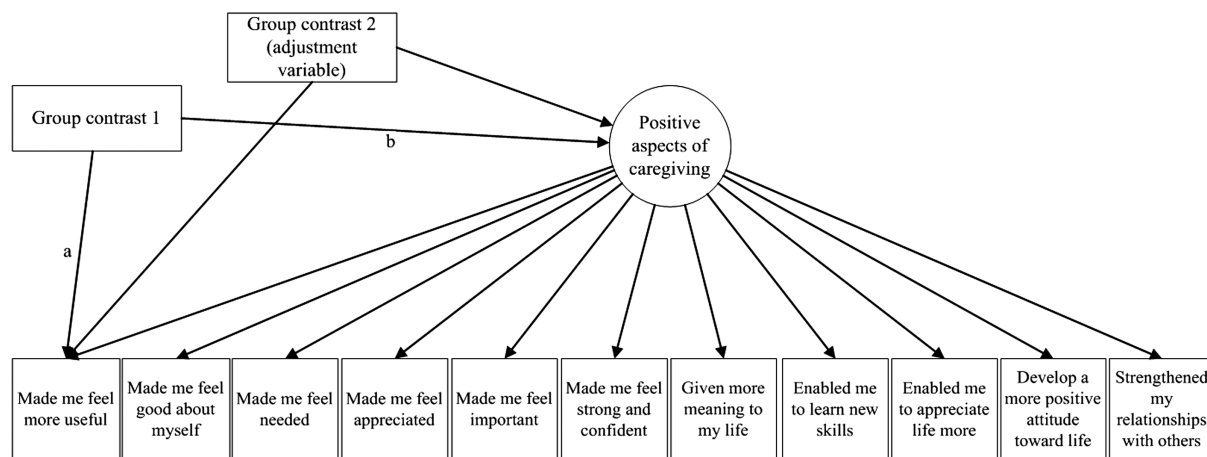 Group contrast 2
(adjustment
variable)
Group contrast 1
Positive
aspects of
caregiving
b
a
Made me feel
more useful
Made me feel
good about
myself
Made me feel
needed
Made me feel
appreciated
Made me feel
important
Made me feel
strong and
confident
Given more
meaning to
my life
Enabled me
to learn new
skills
Enabled me
to appreciate
life more
Develop a
more positive
attitude
toward life
Strengthened
my
relationships
with others